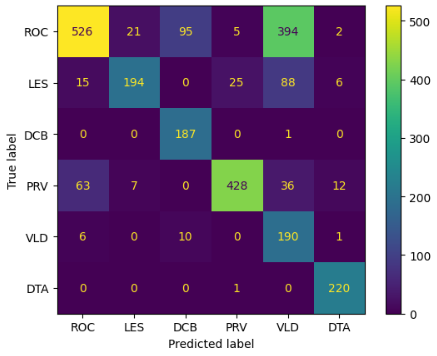 ROC 526 21 95 5 394 2
LES 15 194 0 25 88 6
DCB 0 0 187 0 1 0
PRV 63 7 0 428 36 12
VLD 6 0 10 0 190 1
DTA 0 0 0 1 0 220
ROC LES DCB PRV VLD DTA
Predicted label
True label
500
400
300
200
100
0